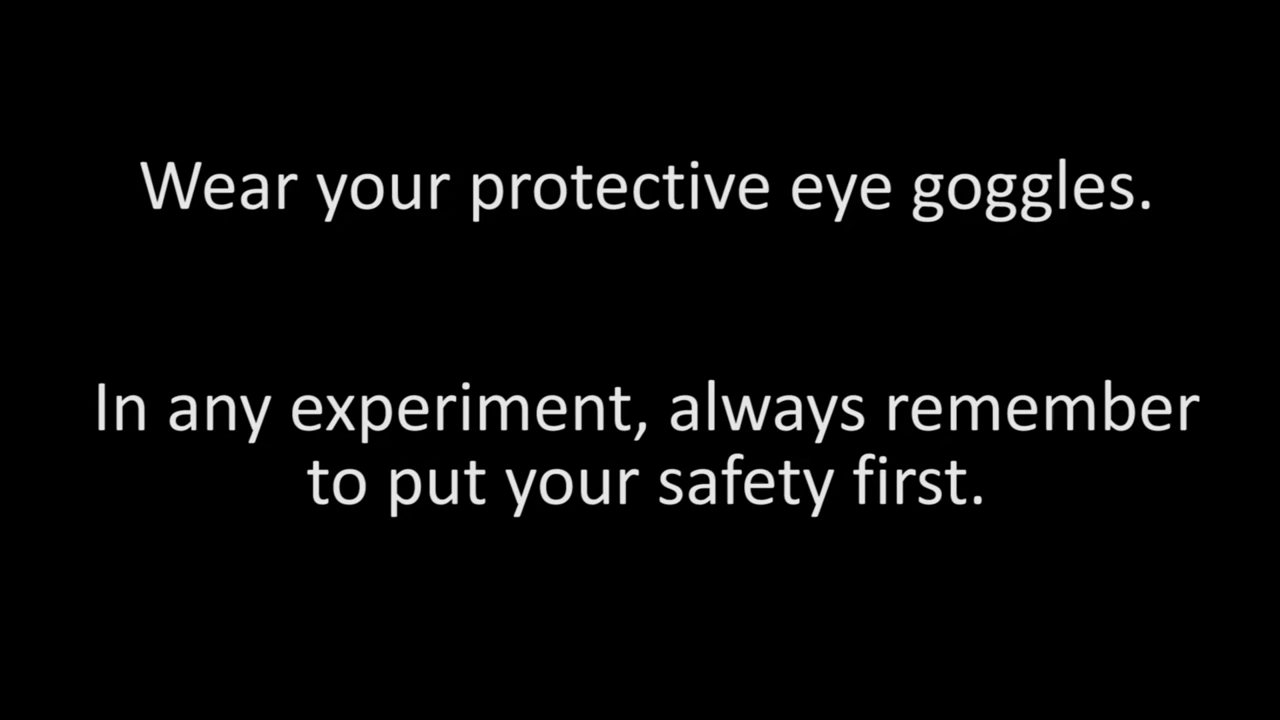 Wear your protective eye goggles.
In any experiment, always remember
to put your safety first.